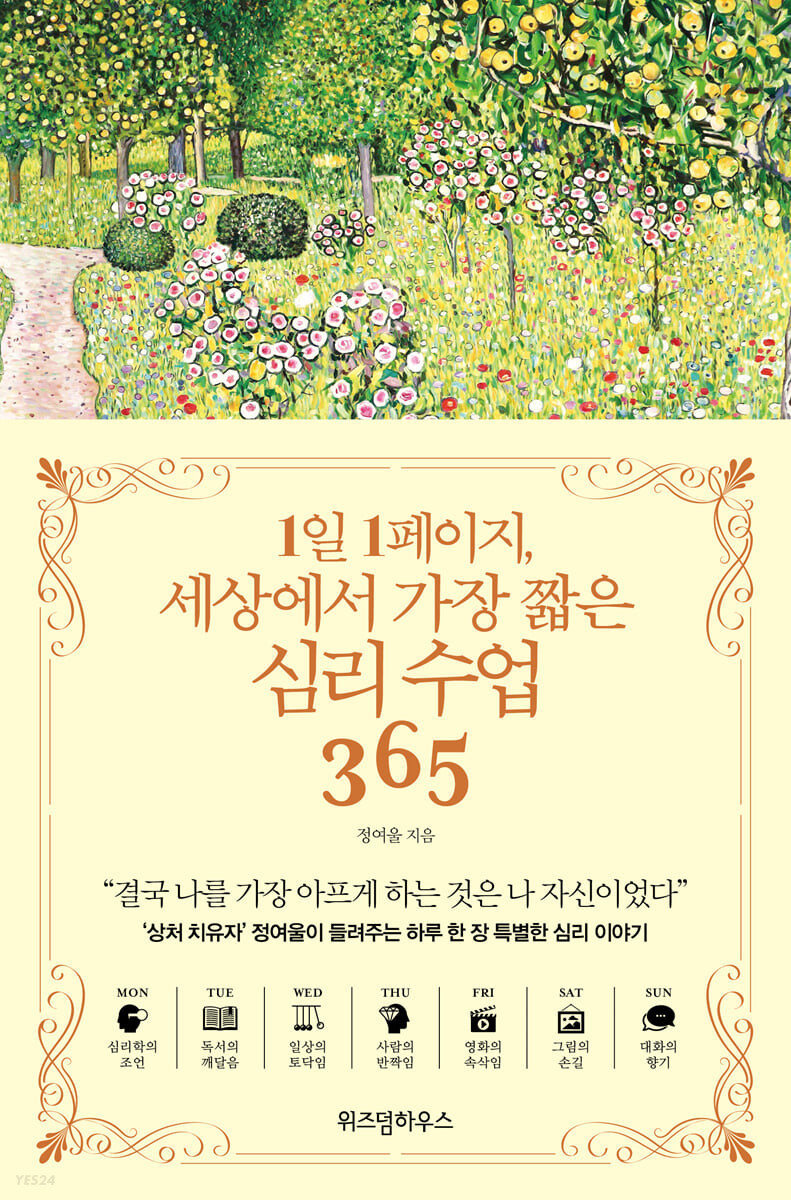 1일 1페이지,
세상에서 가장 짧은
심리 수업
365
정여울 지음
“결국 나를 가장 아프게 하는 것은 나 자신이었다”
‘상처 치유자’ 정여울이 들려주는 하루 한 장 특별한 심리 이야기
MON
심리학의
조언
TUE
독서의
깨달음
WED
일상의
토닥임
THU
사람의
반짝임
FRI
영화의
속삭임
SAT
그림의
손길
SUN
대화의
향기
위즈덤하우스
YES24